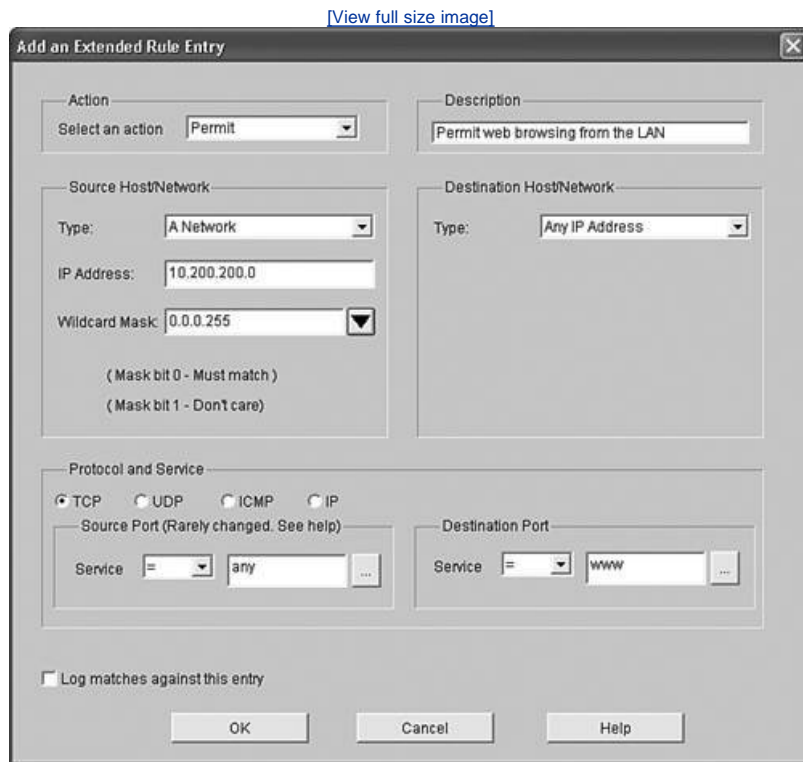 [View full size image]
Add an Extended Rule Entry
Action
Select an action Permit
Description
Permit web browsing from the LAN
Source Host/Network
Type: A Network
IP Address: 10.200.200.0
Wildcard Mask: 0.0.0.255
( Mask bit 0 - Must match )
( Mask bit 1 - Don't care)
Destination Host/Network
Type: Any IP Address
Protocol and Service
TCP UDP ICMP IP
Source Port (Rarely changed. See help)
Service = any ...
Destination Port
Service = www ...
Log matches against this entry
OK Cancel Help